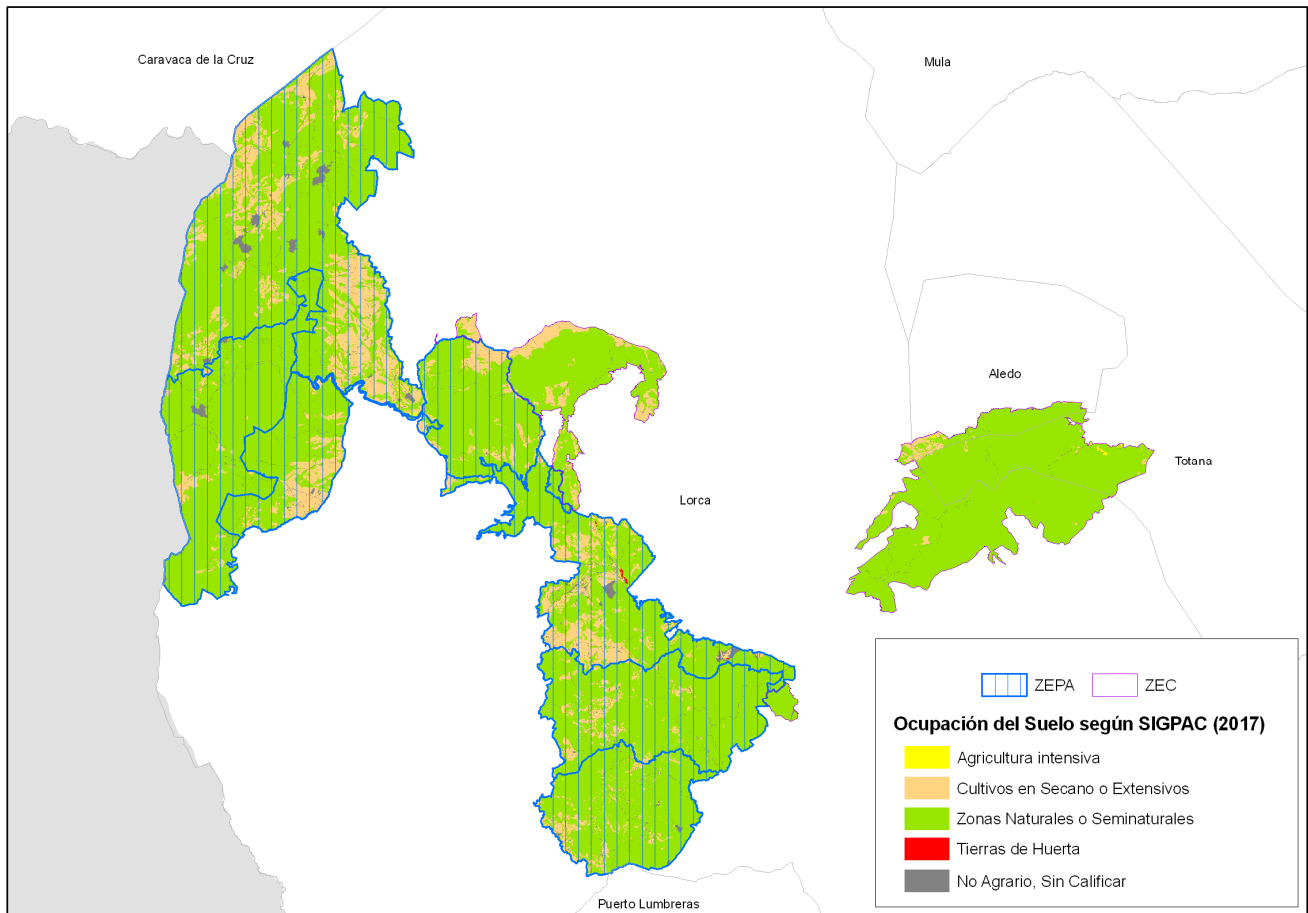 Caravaca de la Cruz
Mula
Aledo
Totana
Lorca
Puerto Lumbreras
ZEPA
ZEC
Ocupación del Suelo según SIGPAC (2017)
Agricultura intensiva
Cultivos en Secano o Extensivos
Zonas Naturales o Seminaturales
Tierras de Huerta
No Agrario, Sin Calificar